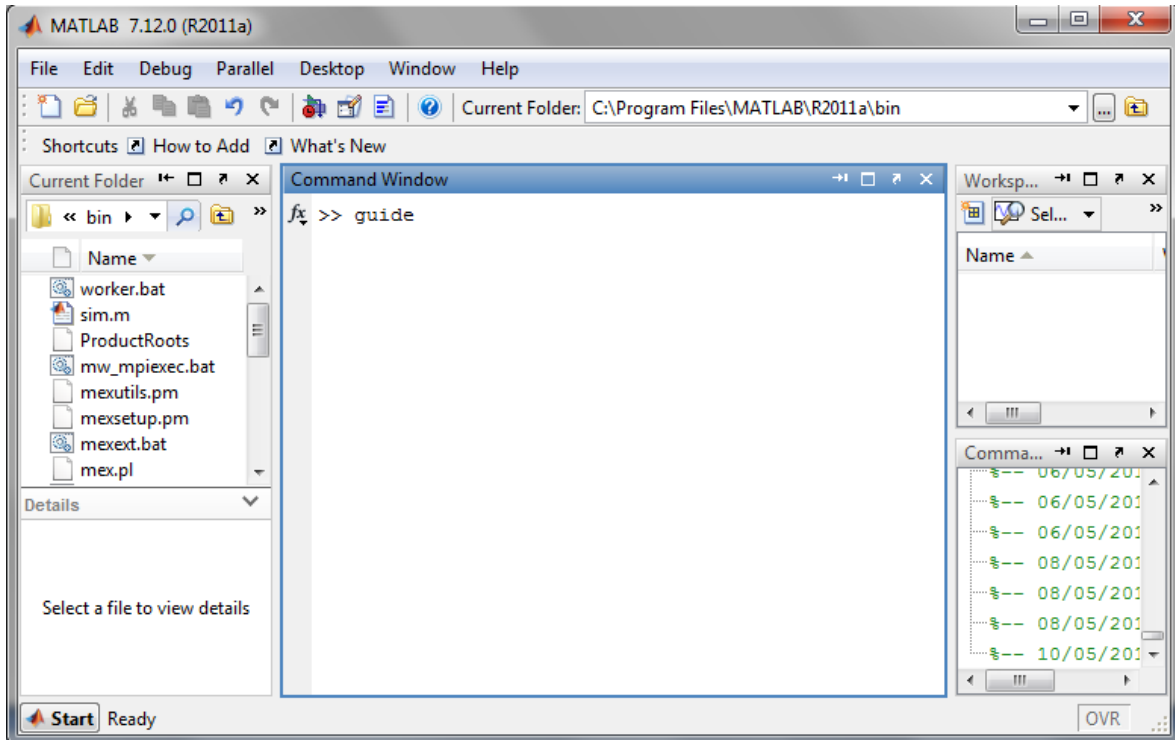 MATLAB 7.12.0 (R2011a)
File Edit Debug Parallel Desktop Window Help
Current Folder: C:\Program Files\MATLAB\R2011a\bin
Shortcuts How to Add What's New
Current Folder
« bin
Name
worker.bat
sim.m
ProductRoots
mw_mpiexec.bat
mexutils.pm
mexsetup.pm
mexext.bat
mex.pl
Details
Select a file to view details
Command Window
fx >> guide
Worksp...
Sel...
Name
Comma...
%-- 06/05/201
%-- 06/05/201
%-- 06/05/201
%-- 08/05/201
%-- 08/05/201
%-- 08/05/201
%-- 10/05/201
Start Ready
OVR